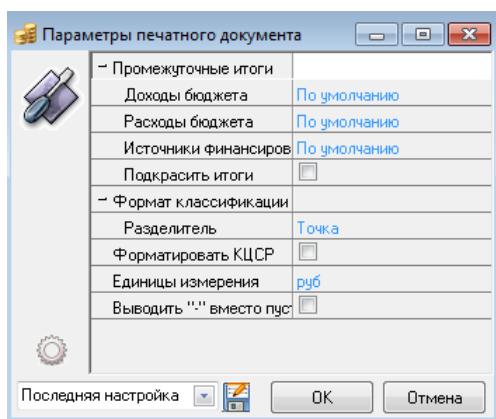 Параметры печатного документа
Промежуточные итоги
Доходы бюджета По умолчанию
Расходы бюджета По умолчанию
Источники финансиров По умолчанию
Подкрасить итоги
Формат классификации
Разделитель Точка
Форматировать КЦСР
Единицы измерения руб
Выводить "-" вместо пуст
Последняя настройка OK Отмена